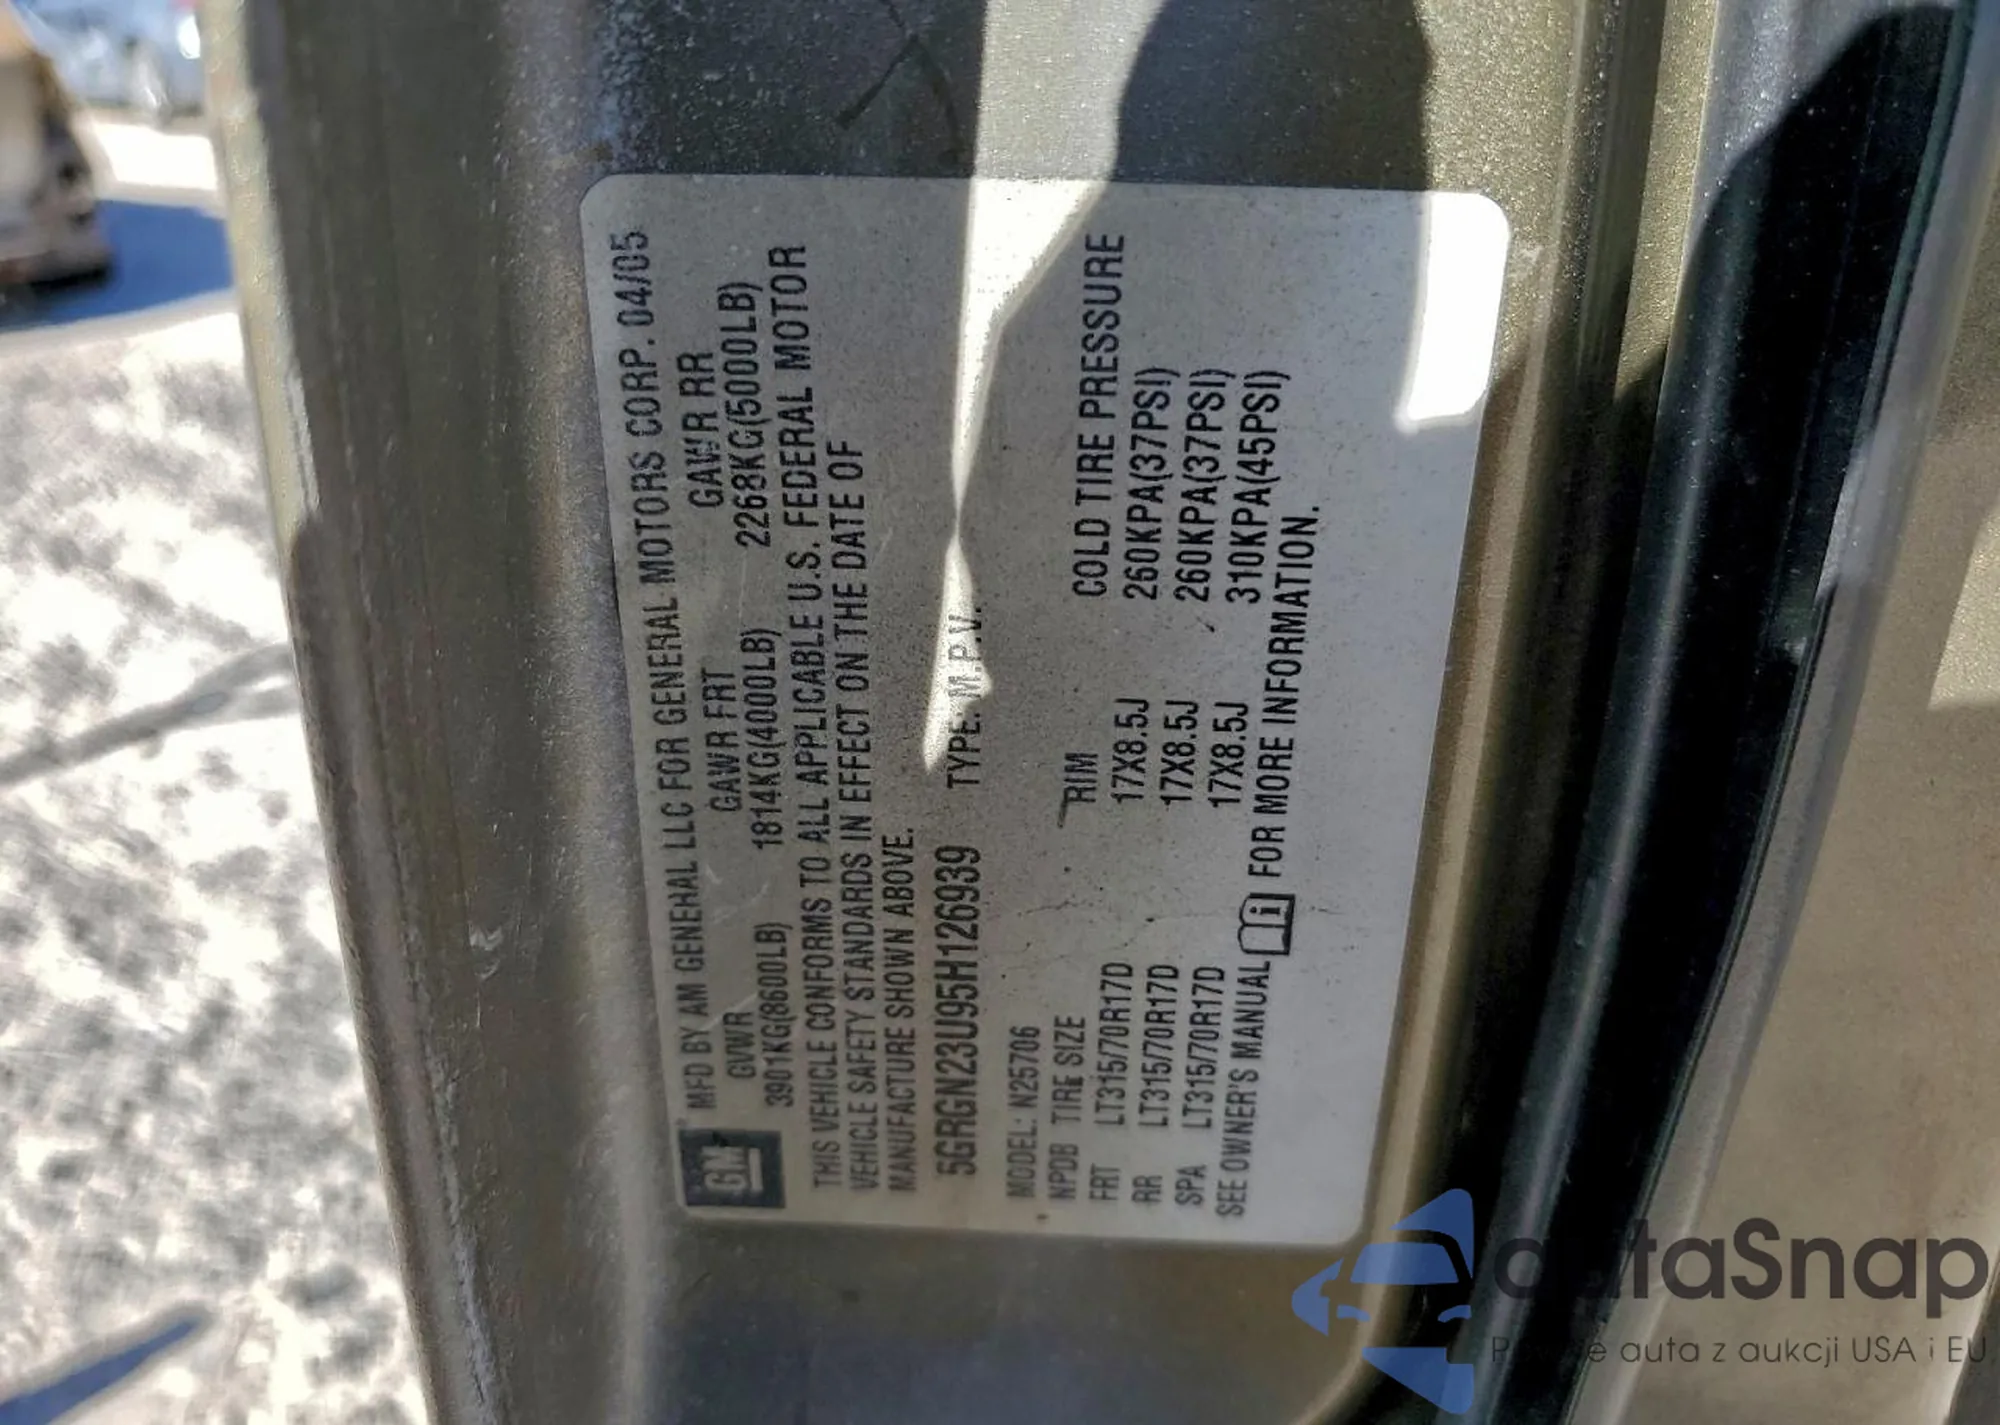 GM
MFD BY AM GENERAL LLC FOR GENERAL MOTORS CORP. 04/05
GVWR GAWR FRT GAWR RR
3901KG(8600LB) 1814KG(4000LB) 2268KG(5000LB)
THIS VEHICLE CONFORMS TO ALL APPLICABLE U.S. FEDERAL MOTOR
VEHICLE SAFETY STANDARDS IN EFFECT ON THE DATE OF
MANUFACTURE SHOWN ABOVE.
5GRGN23U95H126939 TYPE: M.P.V.
MODEL: N25706
NPDB TIRE SIZE RIM COLD TIRE PRESSURE
FRT LT315/70R17D 17X8.5J 260KPA(37PSI)
RR LT315/70R17D 17X8.5J 260KPA(37PSI)
SPA LT315/70R17D 17X8.5J 310KPA(45PSI)
SEE OWNER'S MANUAL i FOR MORE INFORMATION.
autaSnap
Pewne auta z aukcji USA i EU